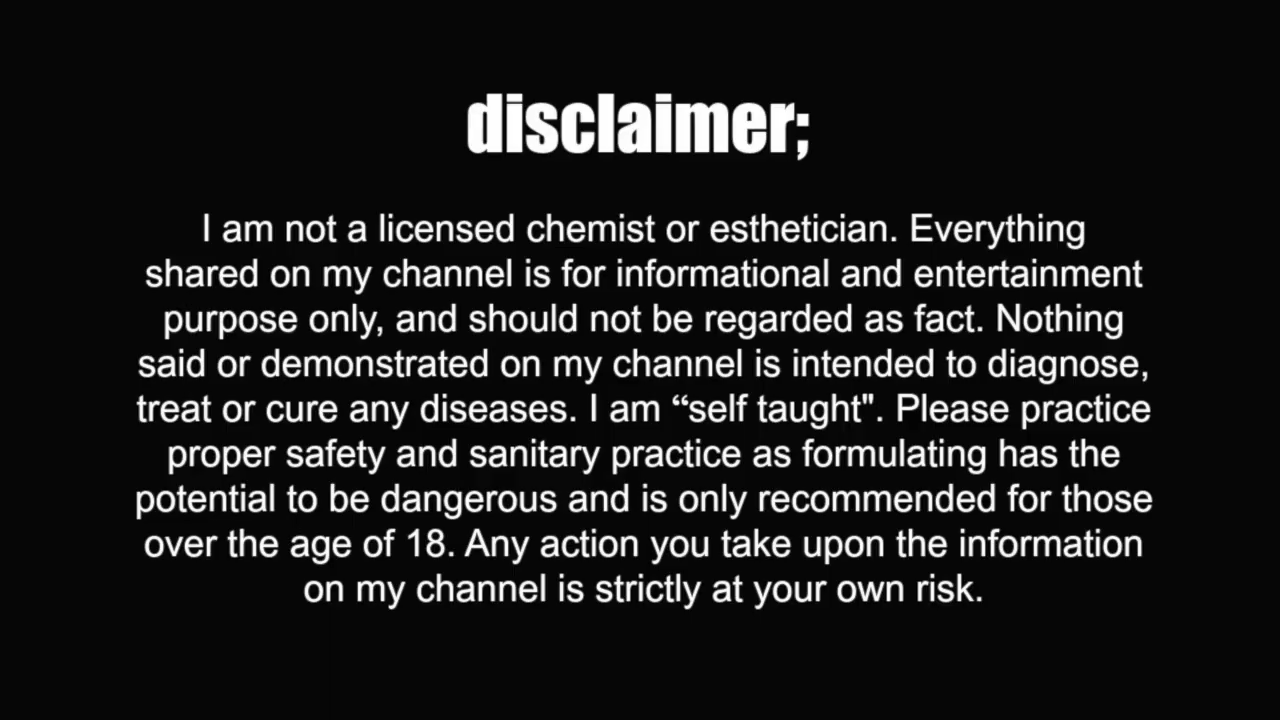 disclaimer;
I am not a licensed chemist or esthetician. Everything
shared on my channel is for informational and entertainment
purpose only, and should not be regarded as fact. Nothing
said or demonstrated on my channel is intended to diagnose,
treat or cure any diseases. I am “self taught". Please practice
proper safety and sanitary practice as formulating has the
potential to be dangerous and is only recommended for those
over the age of 18. Any action you take upon the information
on my channel is strictly at your own risk.